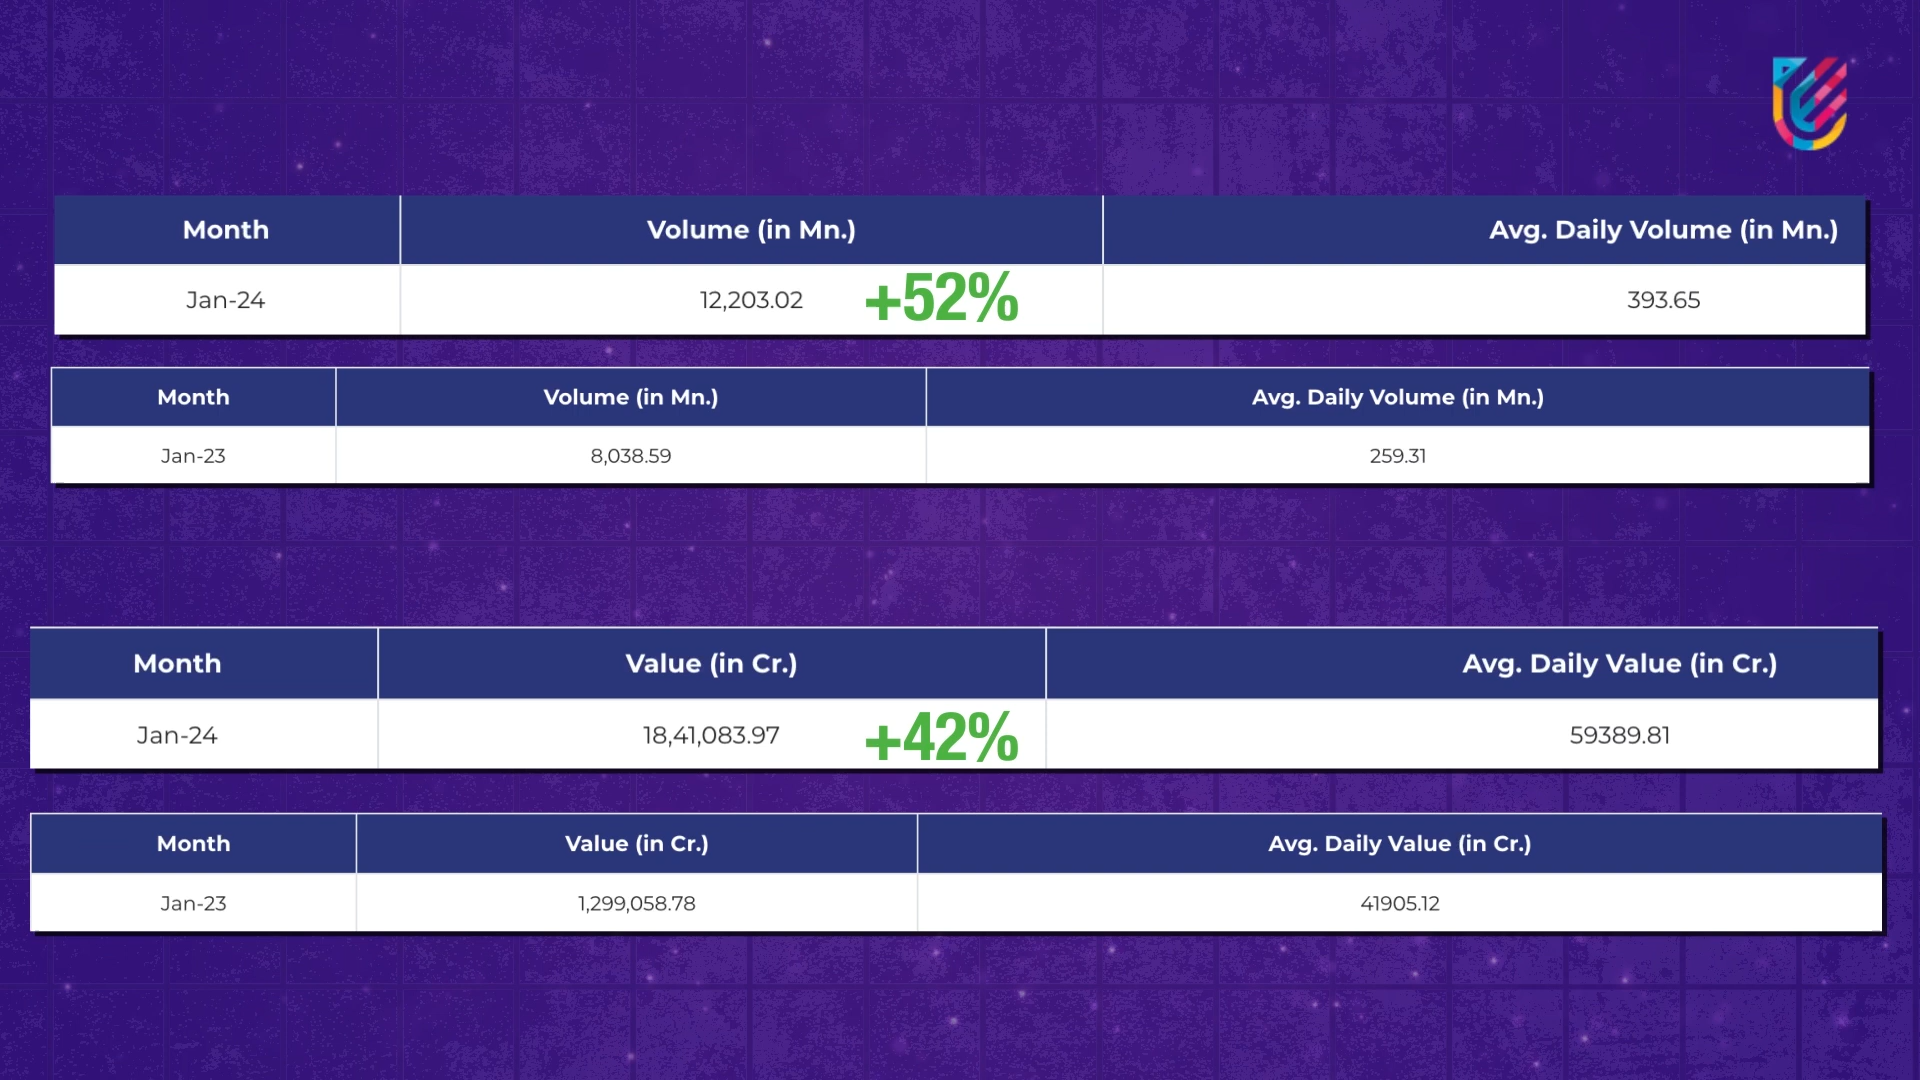 Month Volume (in Mn.) Avg. Daily Volume (in Mn.)
Jan-24 12,203.02 +52% 393.65
Month Volume (in Mn.) Avg. Daily Volume (in Mn.)
Jan-23 8,038.59 259.31
Month Value (in Cr.) Avg. Daily Value (in Cr.)
Jan-24 18,41,083.97 +42% 59389.81
Month Value (in Cr.) Avg. Daily Value (in Cr.)
Jan-23 1,299,058.78 41905.12